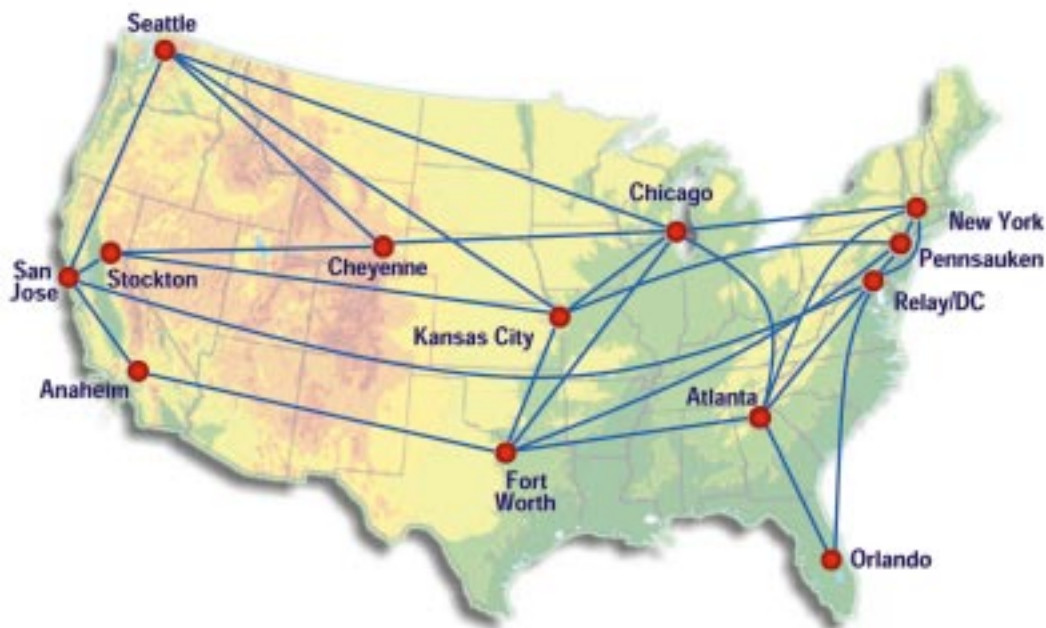 Seattle
Chicago
New York
Pennsauken
San
Jose
Stockton
Cheyenne
Relay/DC
Kansas City
Anaheim
Atlanta
Fort
Worth
Orlando